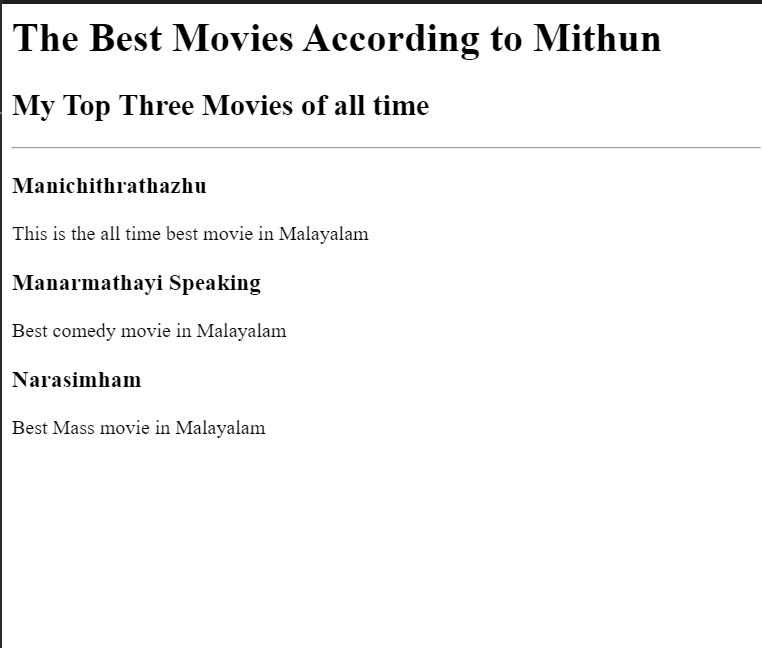 The Best Movies According to Mithun
My Top Three Movies of all time
Manichithrathazhu
This is the all time best movie in Malayalam
Manarmathayi Speaking
Best comedy movie in Malayalam
Narasimham
Best Mass movie in Malayalam